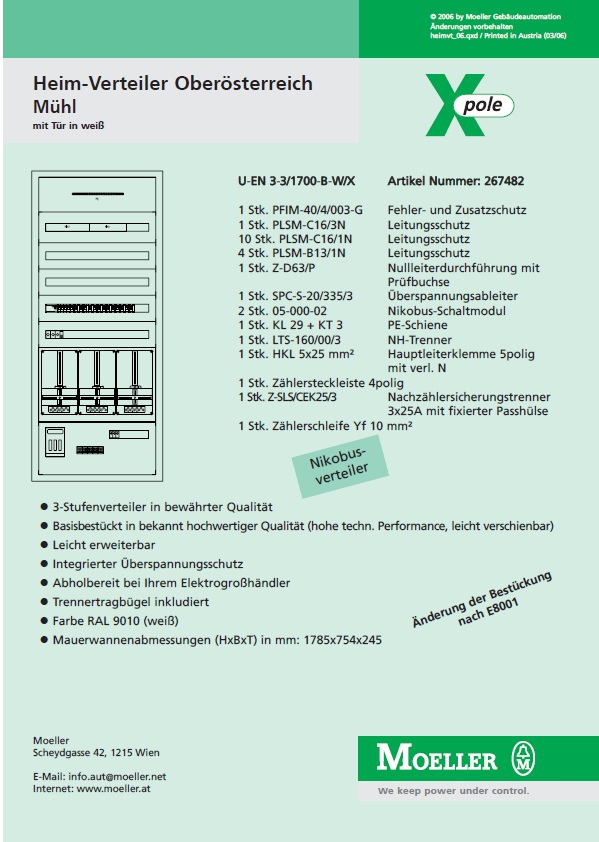 © 2006 by Moeller Gebäudeautomation
Änderungen vorbehalten
heimvt_06.qxd / Printed in Austria (03/06)
Heim-Verteiler Oberösterreich
Mühl
mit Tür in weiß
X pole
U-EN 3-3/1700-B-W/X Artikel Nummer: 267482
1 Stk. PFIM-40/4/003-G Fehler- und Zusatzschutz
1 Stk. PLSM-C16/3N Leitungsschutz
10 Stk. PLSM-C16/1N Leitungsschutz
4 Stk. PLSM-B13/1N Leitungsschutz
1 Stk. Z-D63/P Nullleiterdurchführung mit
Prüfbuchse
1 Stk. SPC-S-20/335/3 Überspannungsableiter
2 Stk. 05-000-02 Nikobus-Schaltmodul
1 Stk. KL 29 + KT 3 PE-Schiene
1 Stk. LTS-160/00/3 NH-Trenner
1 Stk. HKL 5x25 mm² Hauptleiterklemme 5polig
mit verl. N
1 Stk. Zählersteckleiste 4polig
1 Stk. Z-SLS/CEK25/3 Nachzählersicherungstrenner
3x25A mit fixierter Passhülse
1 Stk. Zählerschleife Yf 10 mm²
Nikobus-
verteiler
● 3-Stufenverteiler in bewährter Qualität
● Basisbestückt in bekannt hochwertiger Qualität (hohe techn. Performance, leicht verschienbar)
● Leicht erweiterbar
● Integrierter Überspannungsschutz
● Abholbereit bei Ihrem Elektrogroßhändler
● Trennertragbügel inkludiert
● Farbe RAL 9010 (weiß)
● Mauerwannenabmessungen (HxBxT) in mm: 1785x754x245
Änderung der Bestückung
nach E8001
Moeller
Scheydgasse 42, 1215 Wien
E-Mail: info.aut@moeller.net
Internet: www.moeller.at
MOELLER M
We keep power under control.